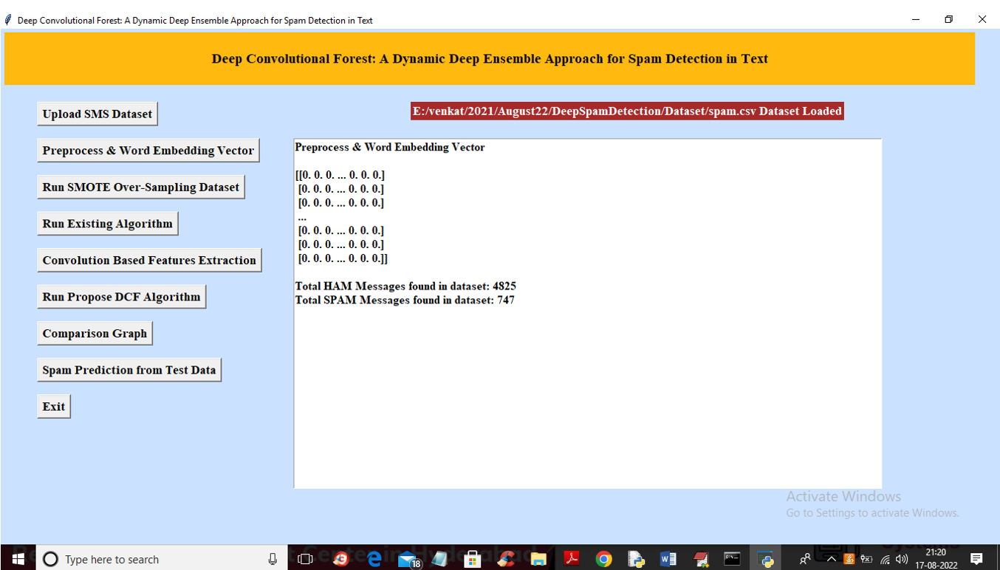 Deep Convolutional Forest: A Dynamic Deep Ensemble Approach for Spam Detection in Text
Deep Convolutional Forest: A Dynamic Deep Ensemble Approach for Spam Detection in Text
Upload SMS Dataset
E:/venkat/2021/August22/DeepSpamDetection/Dataset/spam.csv Dataset Loaded
Preprocess & Word Embedding Vector
Run SMOTE Over-Sampling Dataset
Run Existing Algorithm
Convolution Based Features Extraction
Run Propose DCF Algorithm
Comparison Graph
Spam Prediction from Test Data
Exit
Preprocess & Word Embedding Vector
[[0. 0. 0. ... 0. 0. 0.]
[0. 0. 0. ... 0. 0. 0.]
[0. 0. 0. ... 0. 0. 0.]
...
[0. 0. 0. ... 0. 0. 0.]
[0. 0. 0. ... 0. 0. 0.]
[0. 0. 0. ... 0. 0. 0.]]
Total HAM Messages found in dataset: 4825
Total SPAM Messages found in dataset: 747
Activate Windows
Go to Settings to activate Windows.
Type here to search
18
21:20
17-08-2022